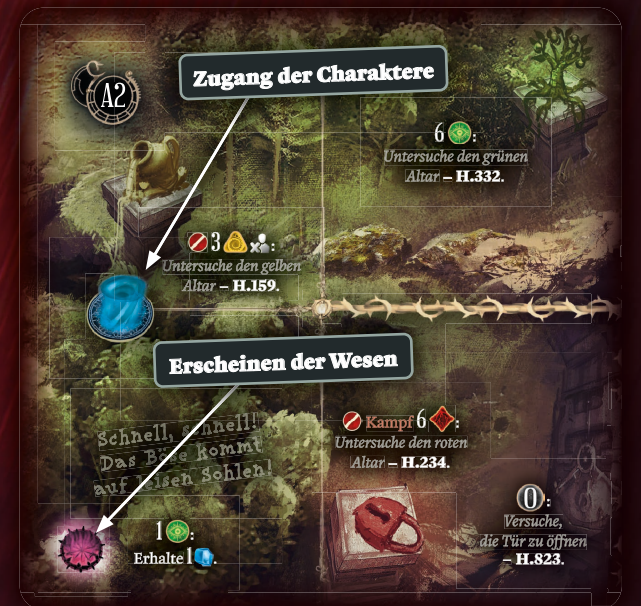 A2
Zugang der Charaktere
6 :
Untersuche den grünen
Altar – H.332.
3 :
Untersuche den gelben
Altar – H.159.
Erscheinen der Wesen
Schnell, schnell!
Das Böse kommt
auf leisen Sohlen!
Kampf 6 :
Untersuche den roten
Altar – H.234.
1 :
Erhalte 1 .
0 :
Versuche,
die Tür zu öffnen
– H.823.